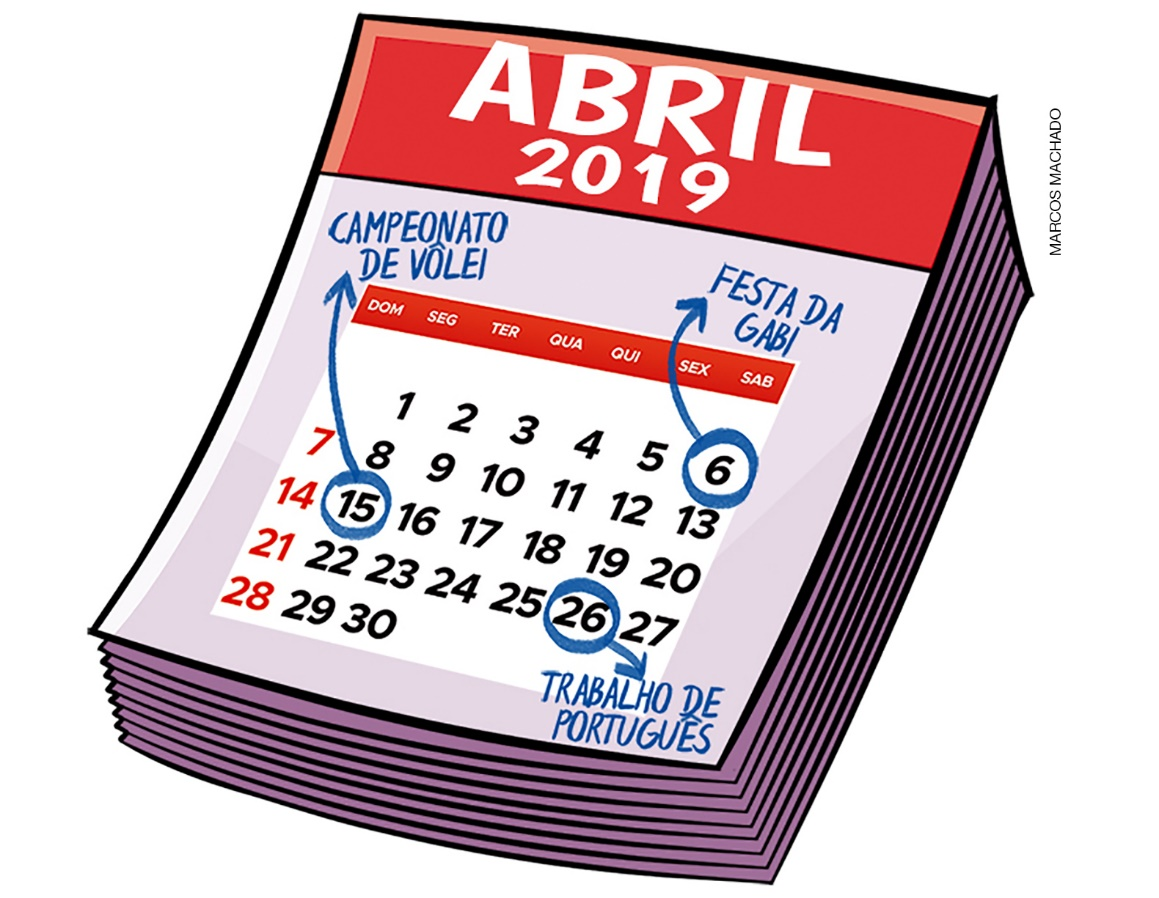 ABRIL
2019
CAMPEONATO
DE VÔLEI
FESTA DA
GABI
DOM SEG TER QUA QUI SEX SAB
1 2 3 4 5 6
7 8 9 10 11 12 13
14 15 16 17 18 19 20
21 22 23 24 25 26 27
28 29 30
TRABALHO DE
PORTUGUÊS
MARCOS MACHADO